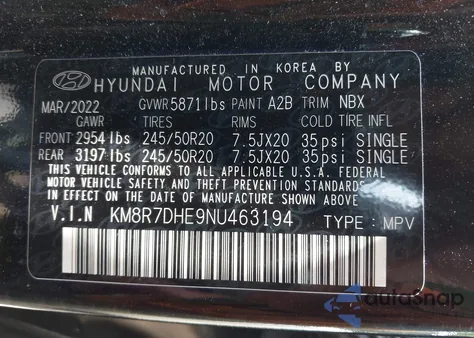 MANUFACTURED IN KOREA BY
HYUNDAI MOTOR COMPANY
MAR/2022 GVWR 5871lbs PAINT A2B TRIM NBX
GAWR TIRES RIMS COLD TIRE INFL
FRONT 2954lbs 245/50R20 7.5JX20 35psi SINGLE
REAR 3197lbs 245/50R20 7.5JX20 35psi SINGLE
THIS VEHICLE CONFORMS TO ALL APPLICABLE U.S.A. FEDERAL
MOTOR VEHICLE SAFETY AND THEFT PREVENTION STANDARDS
IN EFFECT ON THE DATE OF MANUFACTURE SHOWN ABOVE.
V.I.N KM8R7DHE9NU463194 TYPE : MPV
autoSnap